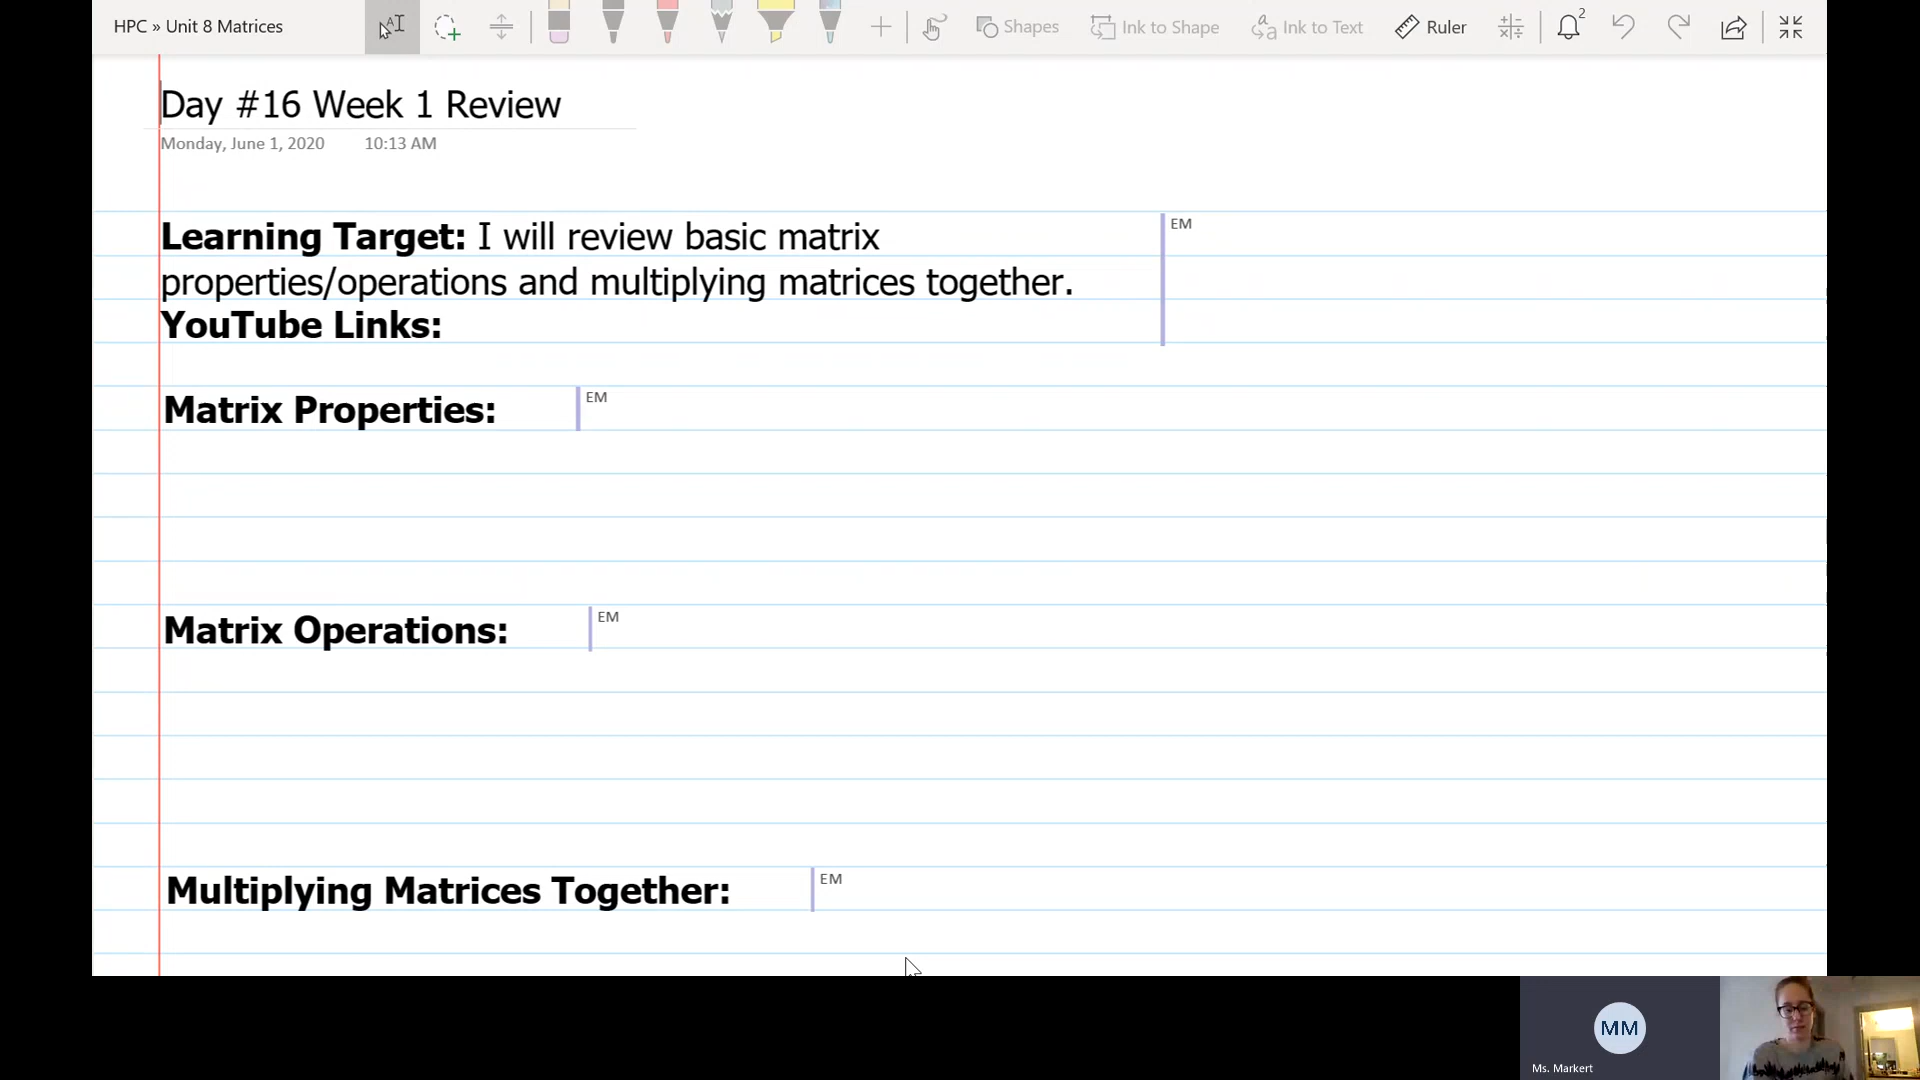 HPC » Unit 8 Matrices
Shapes
Ink to Shape
Ink to Text
Ruler
2
Day #16 Week 1 Review
Monday, June 1, 2020 10:13 AM
Learning Target: I will review basic matrix
EM
properties/operations and multiplying matrices together.
YouTube Links:
Matrix Properties:
EM
Matrix Operations:
EM
Multiplying Matrices Together:
EM
MM
Ms. Markert